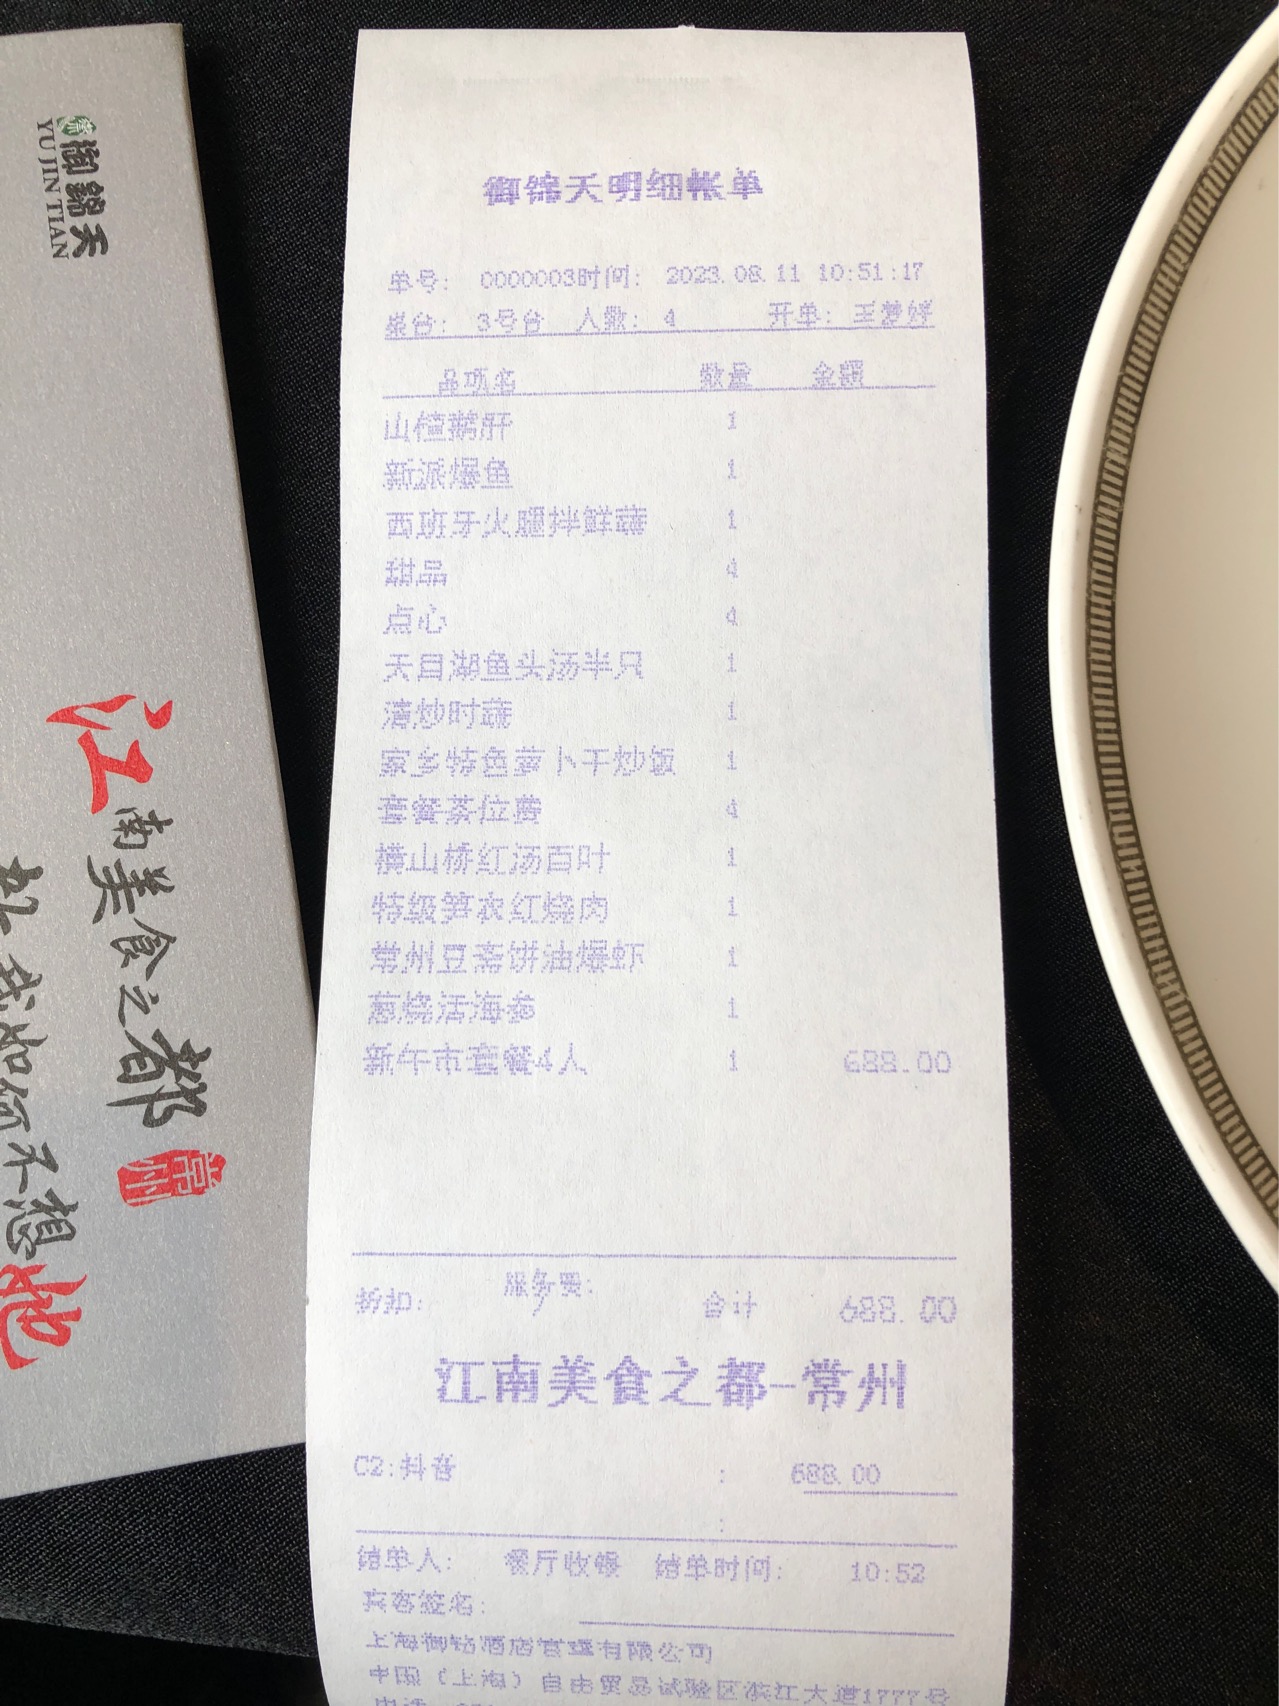 御錦天
YU JIN TIAN
江南美食之都
常州
我如何不想她
御锦天明细帐单
单号: 0000003时间: 2023.08.11 10:51:17
桌台: 3号台 人数: 4 开单: 王梦婷
品项名 数量 金额
山楂鹅肝 1
新派爆鱼 1
西班牙火腿拌鲜蔬 1
甜品 4
点心 4
天目湖鱼头汤半只 1
清炒时蔬 1
家乡特色萝卜干炒饭 1
套餐茶位费 4
横山桥红汤百叶 1
特级笋衣红烧肉 1
常州豆斋饼油爆虾 1
葱烧活海参 1
新午市套餐4人 1 688.00
服务费:
折扣: / 合计 688.00
江南美食之都-常州
C2:抖音 : 688.00
:
结单人: 餐厅收银 结单时间: 10:52
宾客签名:
上海御钻酒店管理有限公司
中国(上海)自由贸易试验区滨江大道1777号